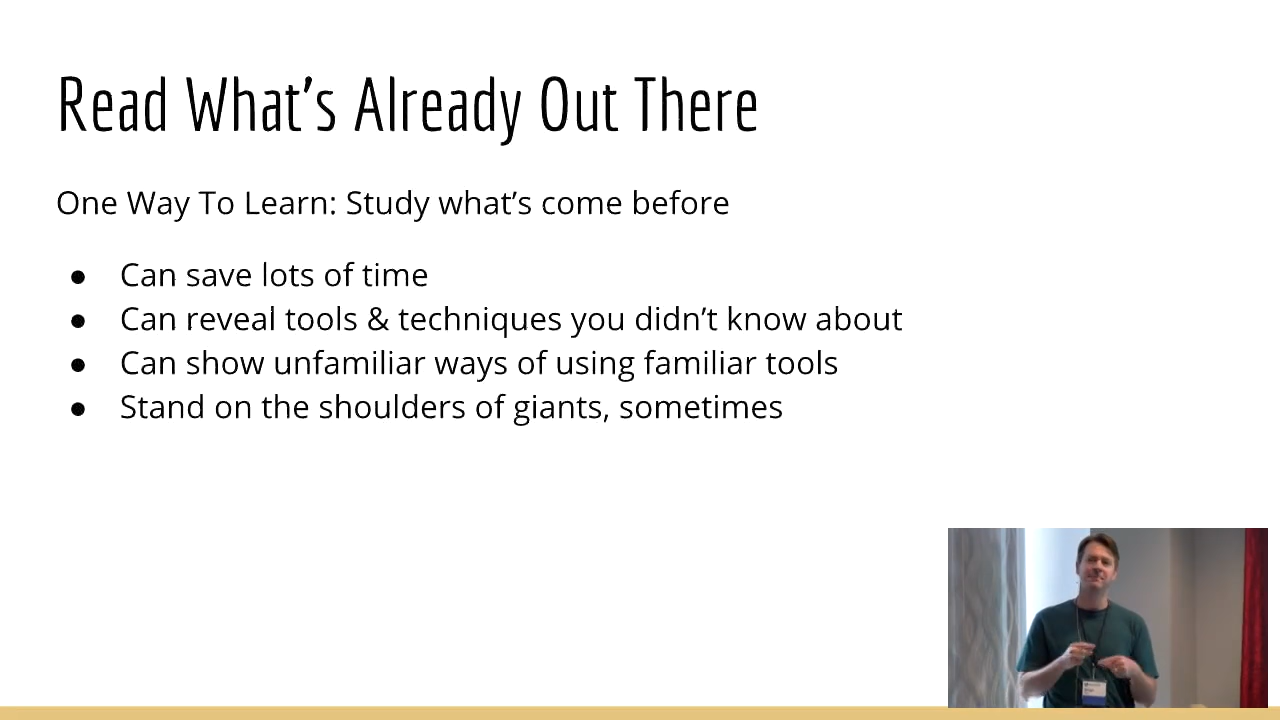 Read What's Already Out There
One Way To Learn: Study what's come before
● Can save lots of time
● Can reveal tools & techniques you didn't know about
● Can show unfamiliar ways of using familiar tools
● Stand on the shoulders of giants, sometimes